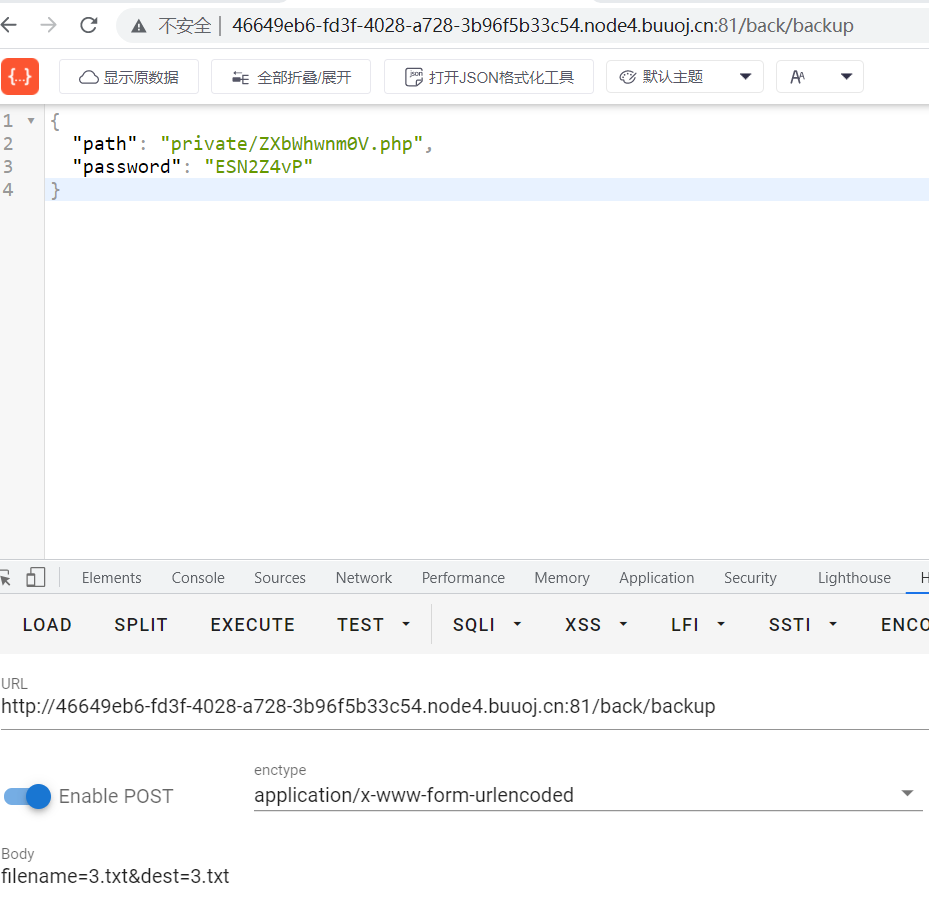 不安全 | 46649eb6-fd3f-4028-a728-3b96f5b33c54.node4.buuoj.cn:81/back/backup
{...} 显示原数据 全部折叠/展开 打开JSON格式化工具 默认主题
1 {
2 "path": "private/ZXbWhwnm0V.php",
3 "password": "ESN2Z4vP"
4 }
Elements Console Sources Network Performance Memory Application Security Lighthouse H
LOAD SPLIT EXECUTE TEST SQLI XSS LFI SSTI ENCO
URL
http://46649eb6-fd3f-4028-a728-3b96f5b33c54.node4.buuoj.cn:81/back/backup
enctype
Enable POST application/x-www-form-urlencoded
Body
filename=3.txt&dest=3.txt